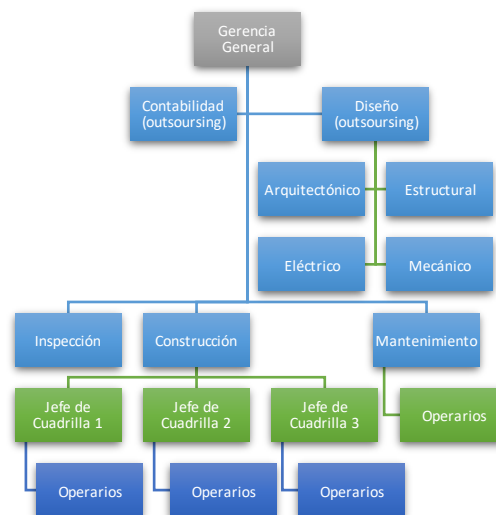 Gerencia
General
Contabilidad
(outsoursing)
Diseño
(outsoursing)
Arquitectónico
Estructural
Eléctrico
Mecánico
Inspección
Construcción
Mantenimiento
Jefe de
Cuadrilla 1
Jefe de
Cuadrilla 2
Jefe de
Cuadrilla 3
Operarios
Operarios
Operarios
Operarios